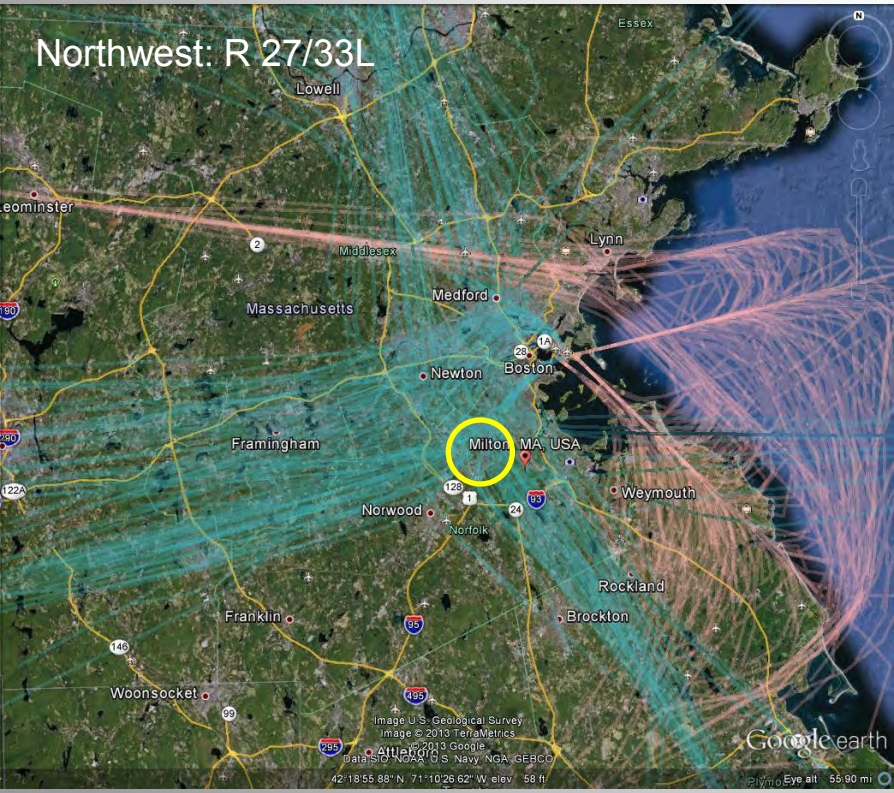 Essex
N
Northwest: R 27/33L
Lowell
Leominster
2
Middlesex
Lynn
190
Massachusetts
Medford
1A
28
Boston
Newton
290
Framingham
Milton, MA, USA
122A
128
1
93
Weymouth
Norwood
24
Norfolk
Rockland
Franklin
95
Brockton
146
Woonsocket
495
99
Image U.S. Geological Survey
Image © 2013 TerraMetrics
© 2013 Google
295
Attleboro
Data SIO, NOAA, U.S. Navy, NGA, GEBCO
Google earth
42°18'55.88" N 71°10'26.62" W elev 58 ft
Plymouth
Eye alt 55.90 mi